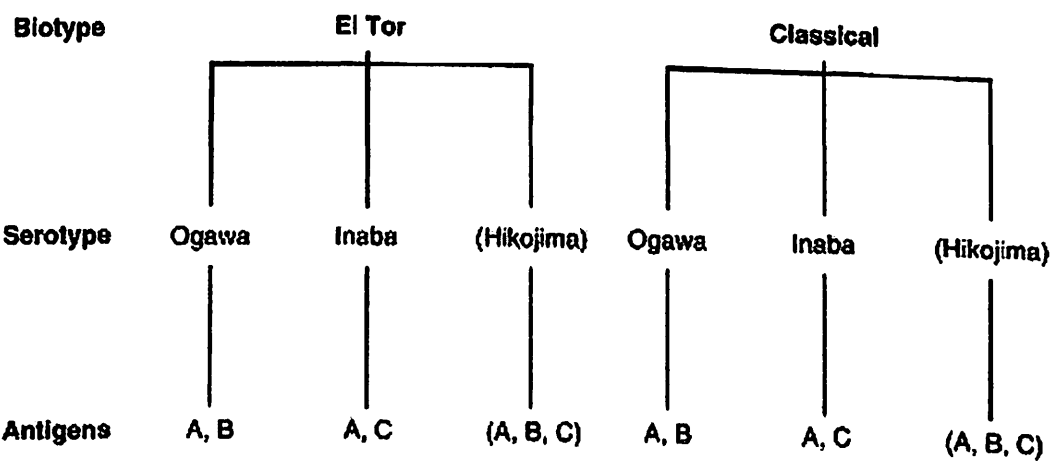 Biotype El Tor Classical
Serotype Ogawa Inaba (Hikojima) Ogawa Inaba (Hikojima)
Antigens A, B A, C (A, B, C) A, B A, C (A, B, C)